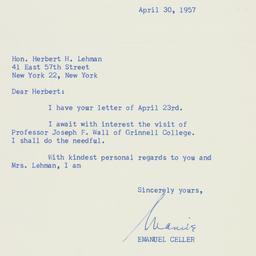 April 30, 1957
Hon. Herbert H. Lehman
41 East 57th Street
New York 22, New York
Dear Herbert:
I have your letter of April 23rd.
I await with interest the visit of
Professor Joseph F. Wall of Grinnell College.
I shall do the needful.
With kindest personal regards to you and
Mrs. Lehman, I am
Sincerely yours,
Manie
EMANUEL CELLER